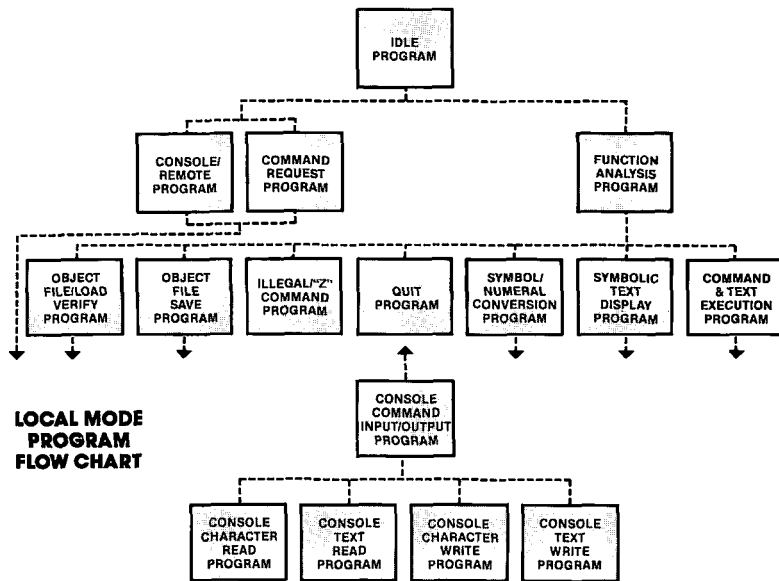 IDLE
PROGRAM
CONSOLE/
REMOTE
PROGRAM
COMMAND
REQUEST
PROGRAM
FUNCTION
ANALYSIS
PROGRAM
OBJECT
FILE/LOAD
VERIFY
PROGRAM
OBJECT
FILE
SAVE
PROGRAM
ILLEGAL/"Z"
COMMAND
PROGRAM
QUIT
PROGRAM
SYMBOL/
NUMERAL
CONVERSION
PROGRAM
SYMBOLIC
TEXT
DISPLAY
PROGRAM
COMMAND
& TEXT
EXECUTION
PROGRAM
CONSOLE
COMMAND
INPUT/OUTPUT
PROGRAM
LOCAL MODE
PROGRAM
FLOW CHART
CONSOLE
CHARACTER
READ
PROGRAM
CONSOLE
TEXT
READ
PROGRAM
CONSOLE
CHARACTER
WRITE
PROGRAM
CONSOLE
TEXT
WRITE
PROGRAM